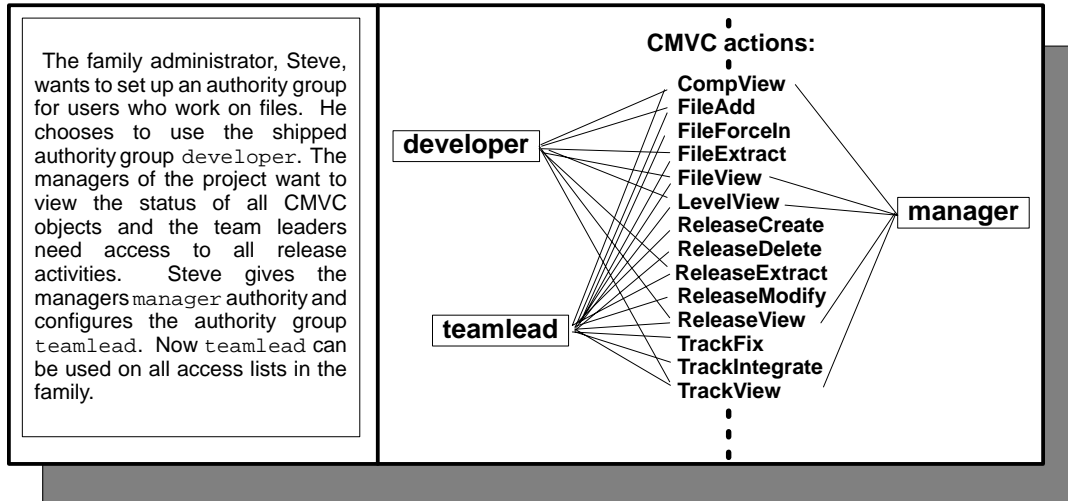 The family administrator, Steve,
wants to set up an authority group
for users who work on files. He
chooses to use the shipped
authority group developer. The
managers of the project want to
view the status of all CMVC
objects and the team leaders
need access to all release
activities. Steve gives the
managers manager authority and
configures the authority group
teamlead. Now teamlead can
be used on all access lists in the
family.
CMVC actions:
developer
teamlead
CompView
FileAdd
FileForceIn
FileExtract
FileView
LevelView
ReleaseCreate
ReleaseDelete
ReleaseExtract
ReleaseModify
ReleaseView
TrackFix
TrackIntegrate
TrackView
manager